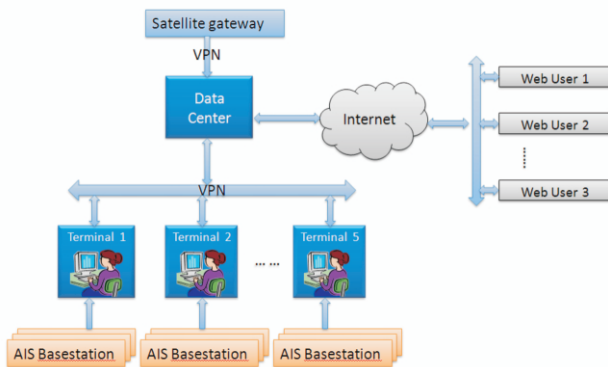 Satellite gateway
VPN
Data
Center
Internet
Web User 1
Web User 2
Web User 3
VPN
Terminal 1
Terminal 2
... ...
Terminal 5
AIS Basestation
AIS Basestation
AIS Basestation